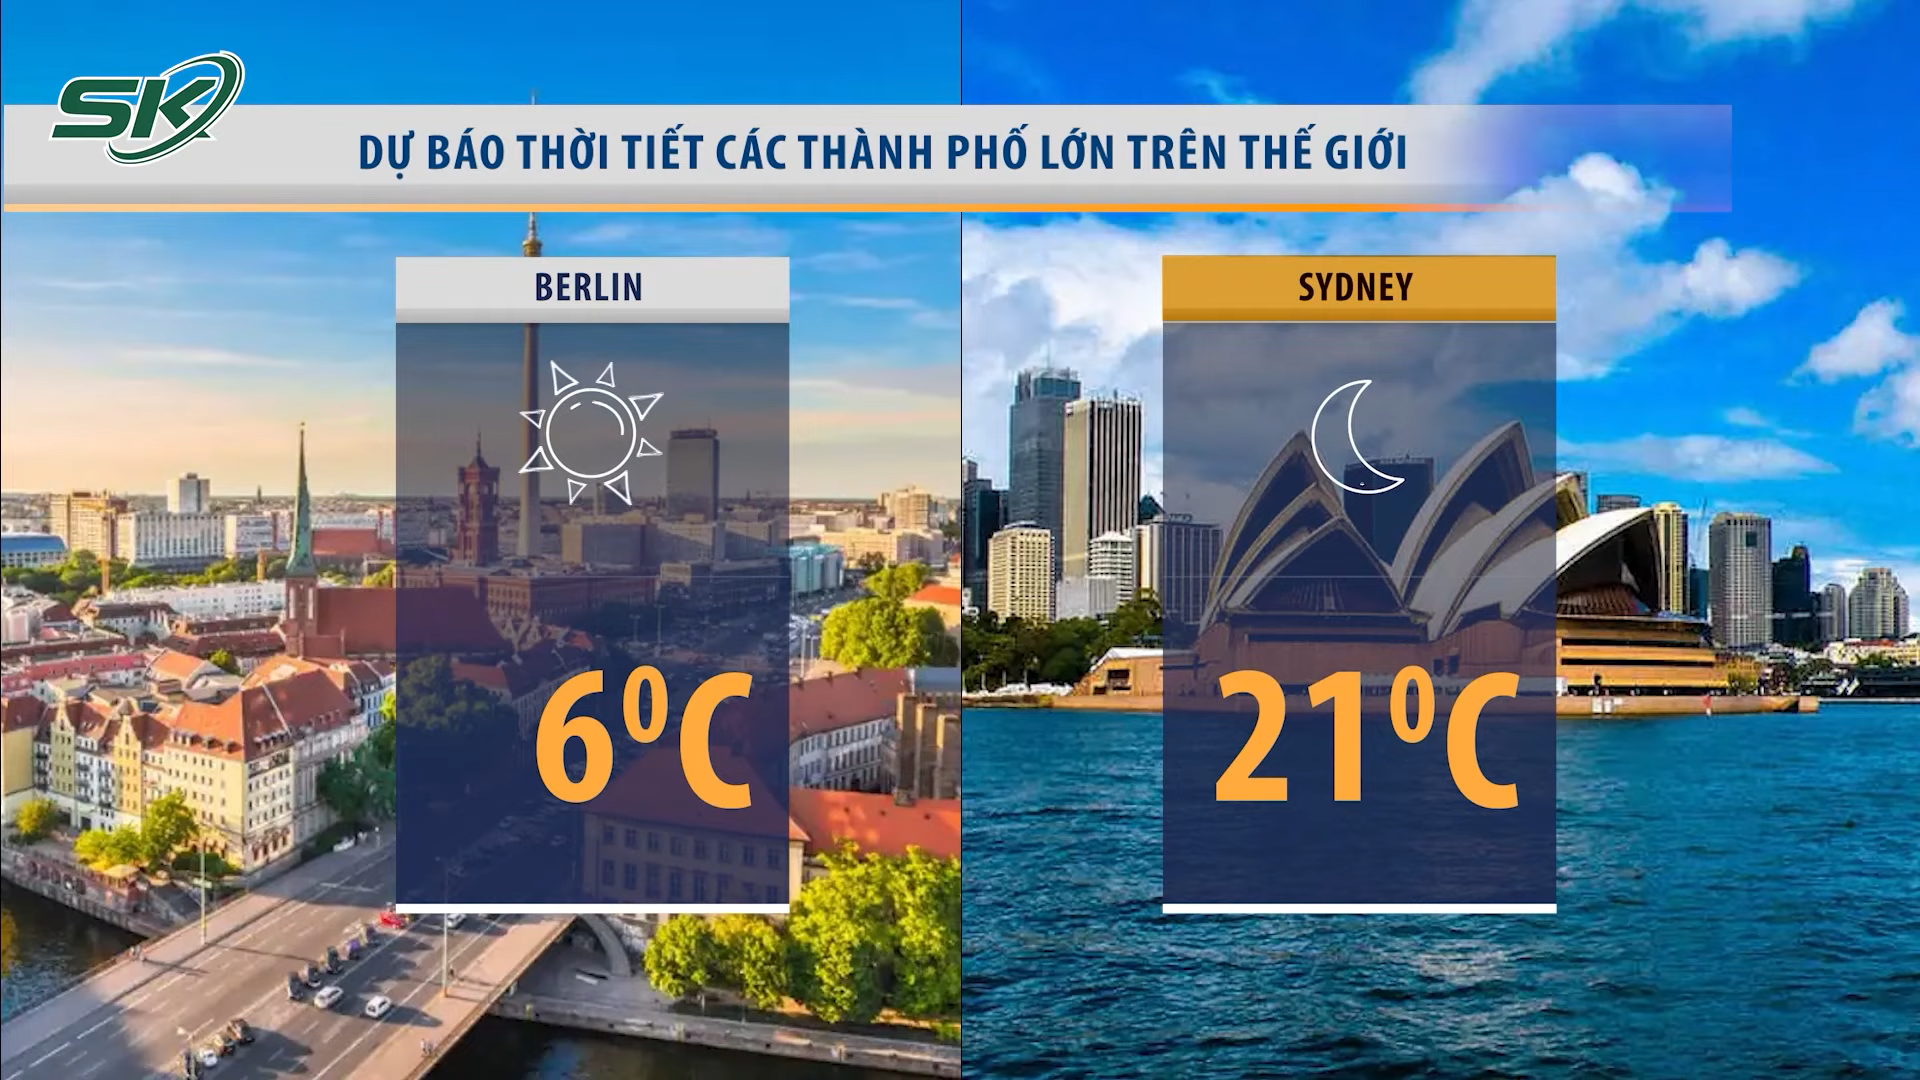 SK
DỰ BÁO THỜI TIẾT CÁC THÀNH PHỐ LỚN TRÊN THẾ GIỚI
BERLIN
SYDNEY
6⁰C
21⁰C